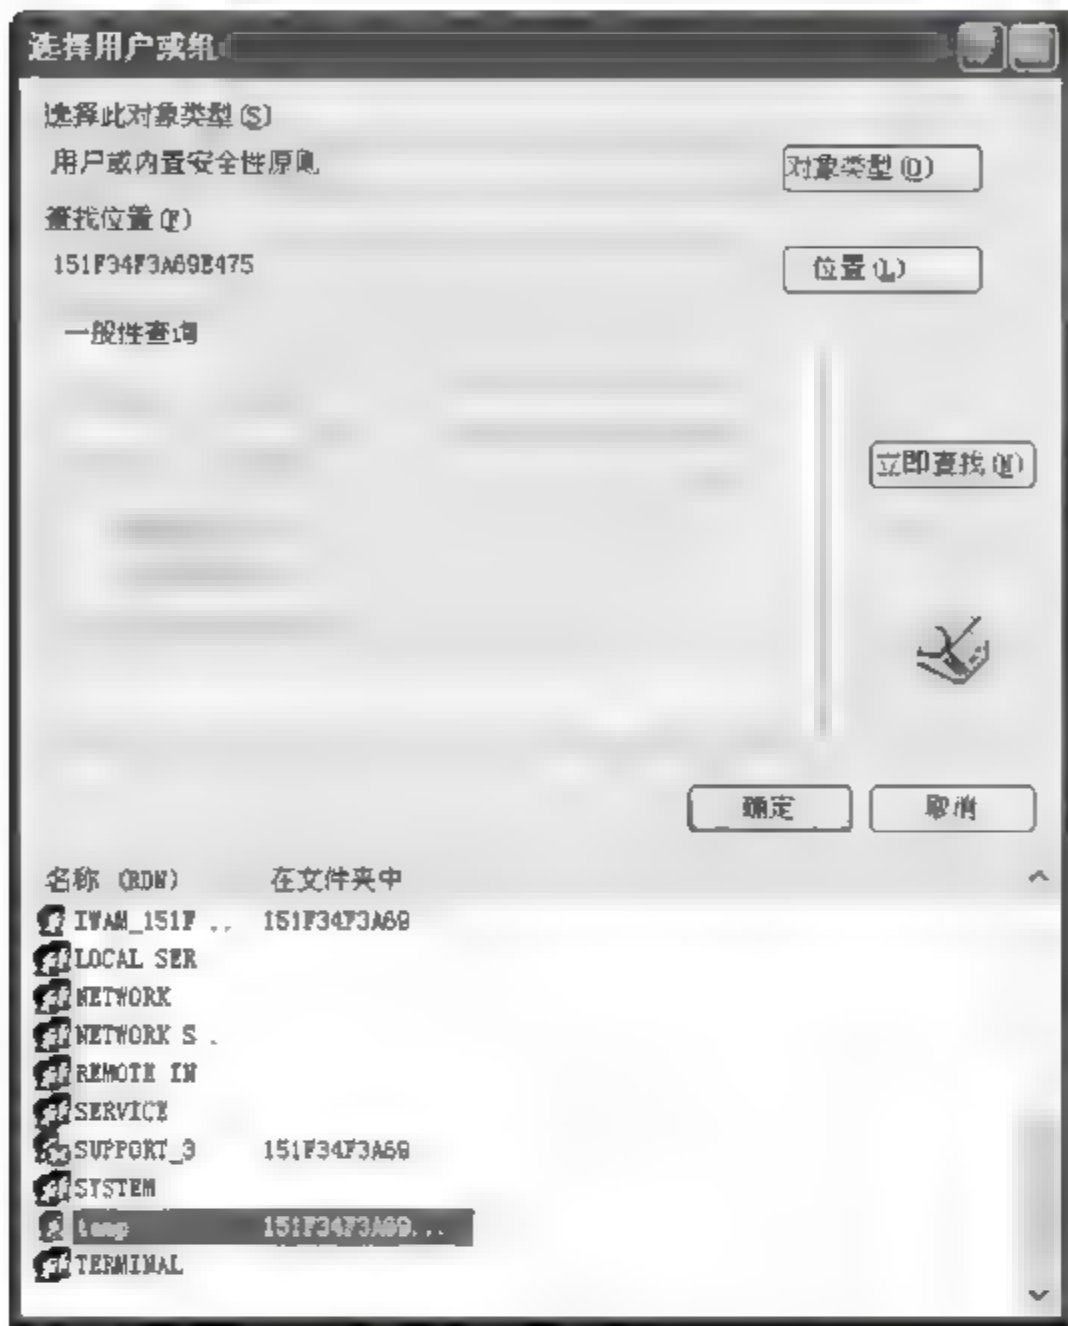 选择用户或组
选择此对象类型(S)
用户或内置安全性原则 对象类型(O)
查找位置(F)
151F34F3A69E475 位置(L)
一般性查询
立即查找(N)
确定 取消
名称 (RDN) 在文件夹中
IWAM_151F .. 151F34F3A69
LOCAL SER
NETWORK
NETWORK S .
REMOTE IN
SERVICE
SUPPORT_3 151F34F3A69
SYSTEM
temp 151F34F3A69...
TERMINAL